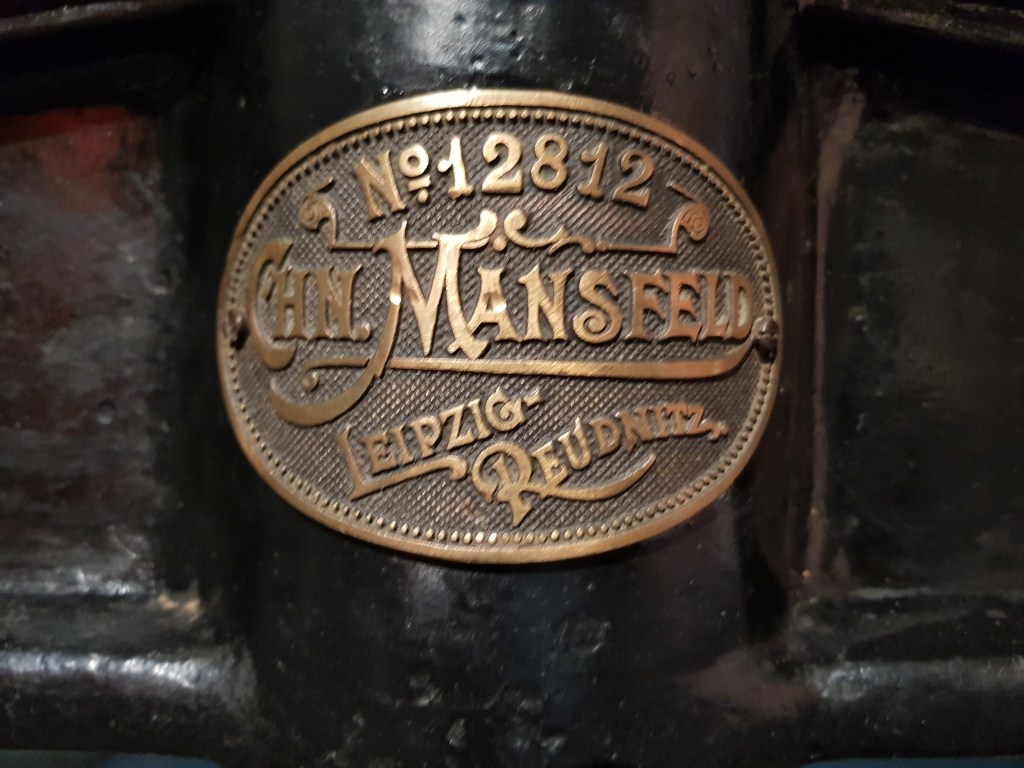 No 12812
CHN. MANSFELD
LEIPZIG-
REUDNITZ.